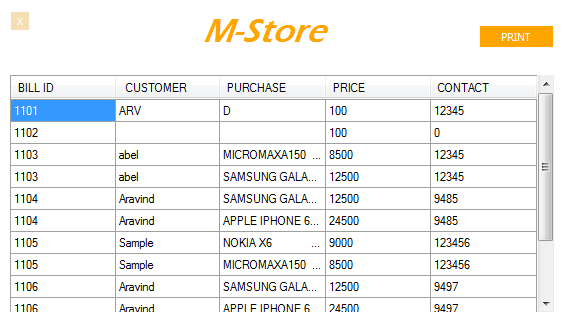 x
M-Store
PRINT
BILL ID CUSTOMER PURCHASE PRICE CONTACT
1101 ARV D 100 12345
1102 100 0
1103 abel MICROMAXA150 ... 8500 12345
1103 abel SAMSUNG GALA... 12500 12345
1104 Aravind SAMSUNG GALA... 12500 9485
1104 Aravind APPLE IPHONE 6... 24500 9485
1105 Sample NOKIA X6 ... 9000 123456
1105 Sample MICROMAXA150 ... 8500 123456
1106 Aravind SAMSUNG GALA... 12500 9497
1106 Aravind APPLE IPHONE 6... 24500 9497